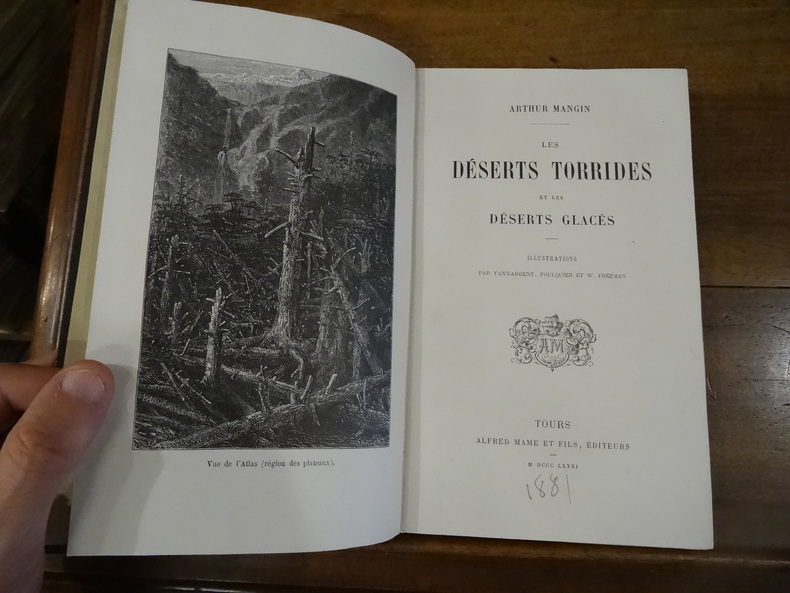 Vue de l'Atlas (région des plateaux).
ARTHUR MANGIN
LES
DÉSERTS TORRIDES
ET LES
DÉSERTS GLACÉS
ILLUSTRATIONS
PAR YAN'DARGENT, FOULQUIER ET W. FREEMAN
AM
TOURS
ALFRED MAME ET FILS, ÉDITEURS
M DCCC LXXXI
1881